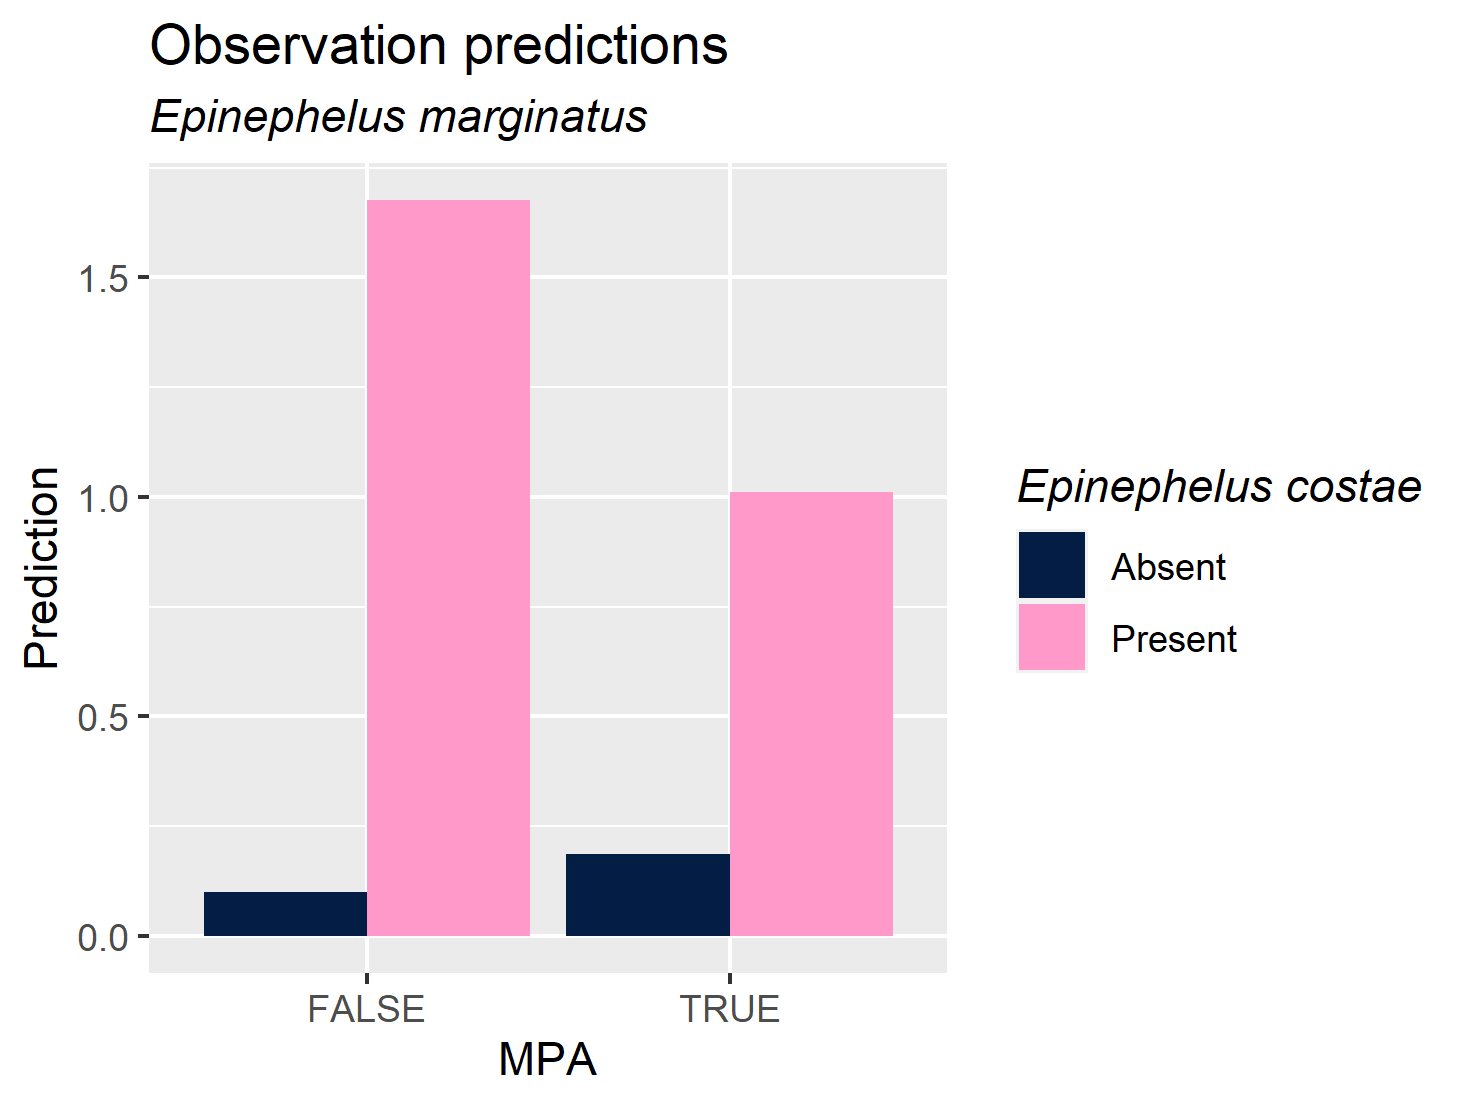 Observation predictions
Epinephelus marginatus
Prediction
1.5
1.0
0.5
0.0
FALSE
TRUE
MPA
Epinephelus costae
Absent
Present